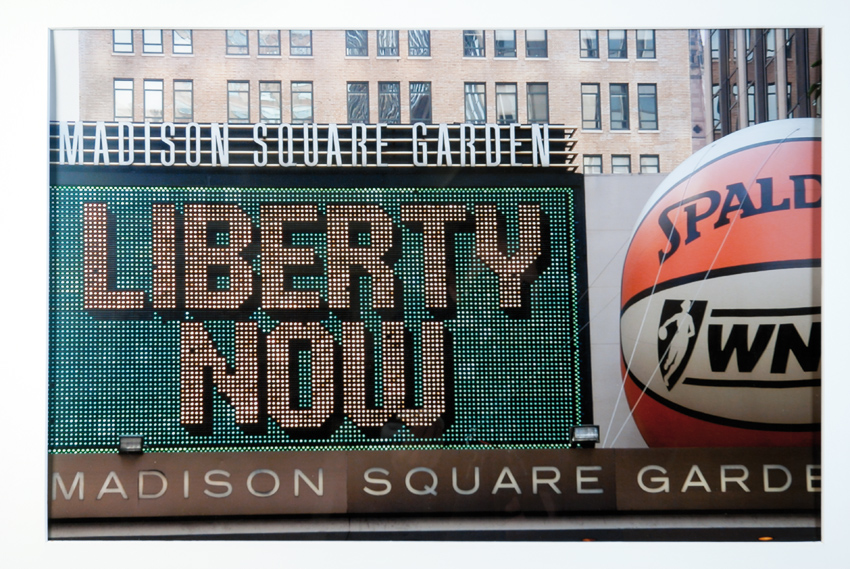 MADISON SQUARE GARDEN
LIBERTY
NOW
SPALD
WN
MADISON SQUARE GARDE